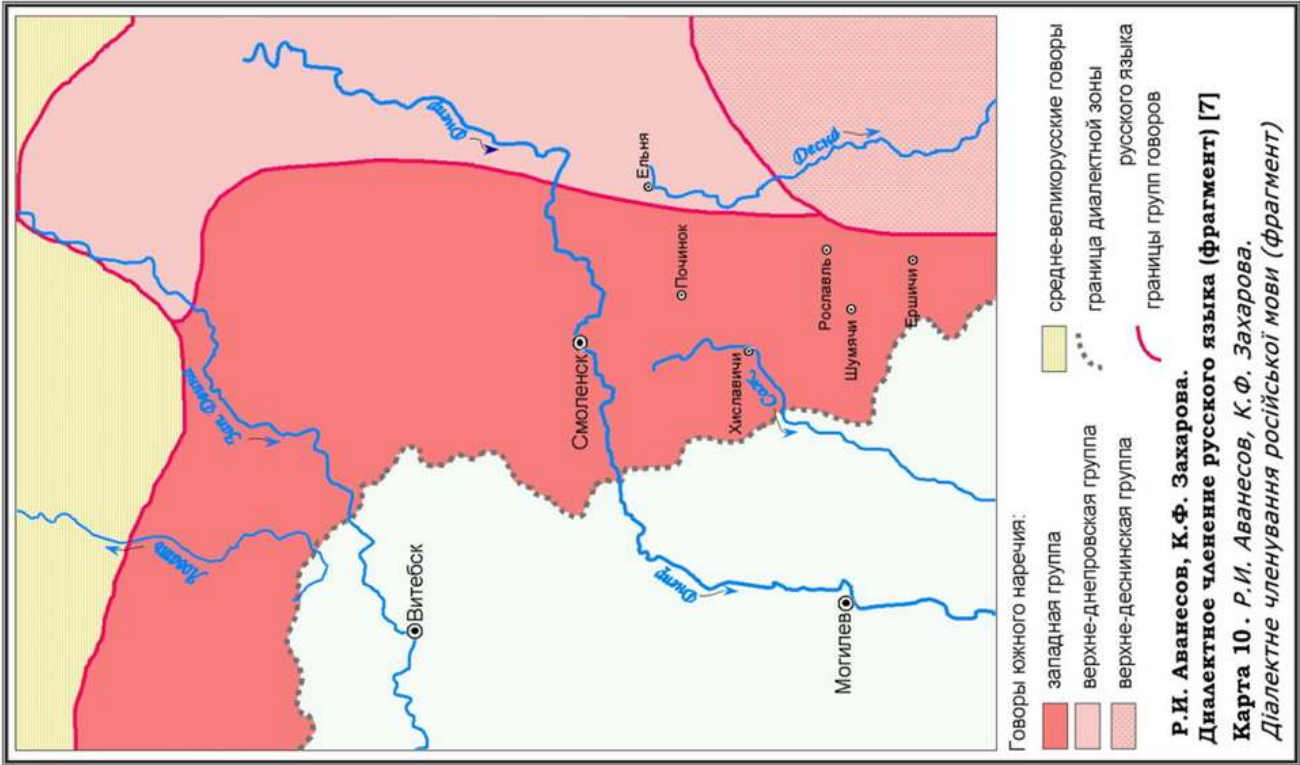 Ловать
Зап. Двина
Днепр
Витебск
Смоленск
Ельня
Починок
Десна
Хиславичи
Сож
Рославль
Шумячи
Ершичи
Днепр
Могилев
Говоры южного наречия:
западная группа
верхне-днепровская группа
верхне-деснинская группа
средне-великорусские говоры
граница диалектной зоны
русского языка
границы групп говоров
Р.И. Аванесов, К.Ф. Захарова.
Диалектное членение русского языка (фрагмент) [7]
Карта 10. Р.И. Аванесов, К.Ф. Захарова.
Діалектне членування російської мови (фрагмент)